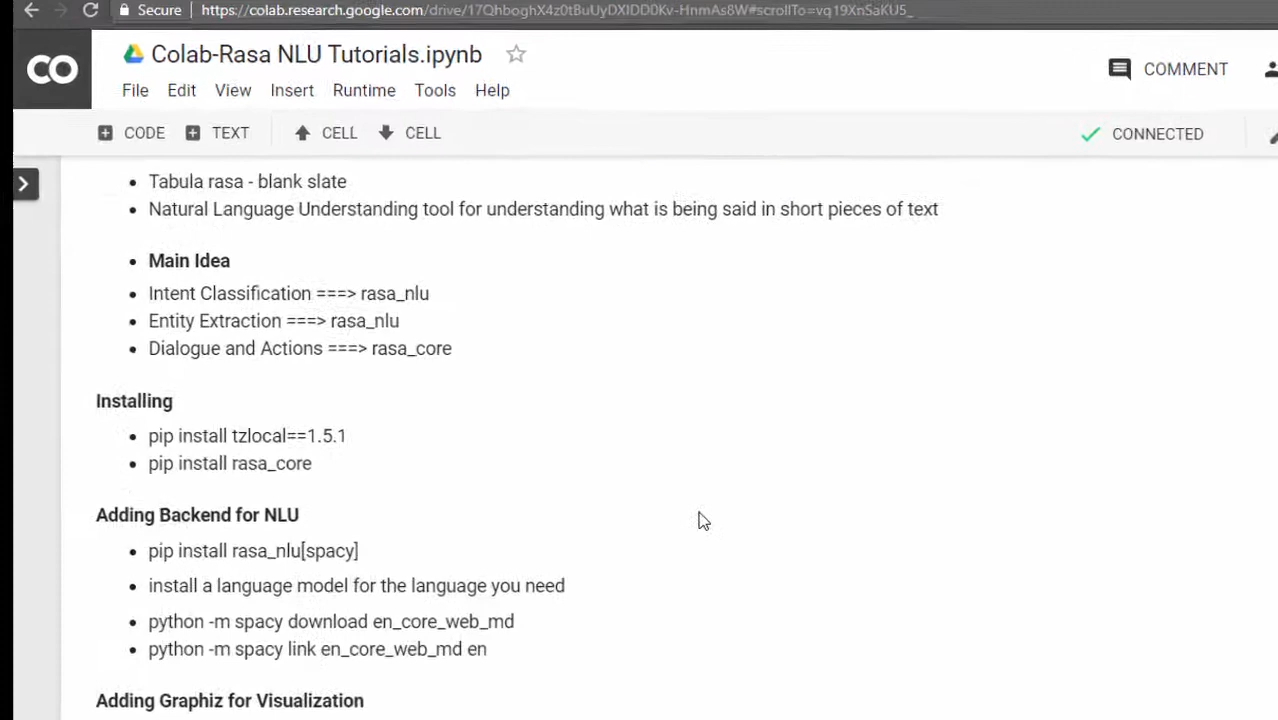 Secure
https://colab.research.google.com/drive/17QhboghX4z0tBuUyDXIDD0Kv-HnmAs8W#scrollTo=vq19XnSaKU5_
CO
Colab-Rasa NLU Tutorials.ipynb
COMMENT
File Edit View Insert Runtime Tools Help
CODE TEXT CELL CELL
CONNECTED
Tabula rasa - blank slate
Natural Language Understanding tool for understanding what is being said in short pieces of text
Main Idea
Intent Classification ===> rasa_nlu
Entity Extraction ===> rasa_nlu
Dialogue and Actions ===> rasa_core
Installing
pip install tzlocal==1.5.1
pip install rasa_core
Adding Backend for NLU
pip install rasa_nlu[spacy]
install a language model for the language you need
python -m spacy download en_core_web_md
python -m spacy link en_core_web_md en
Adding Graphiz for Visualization